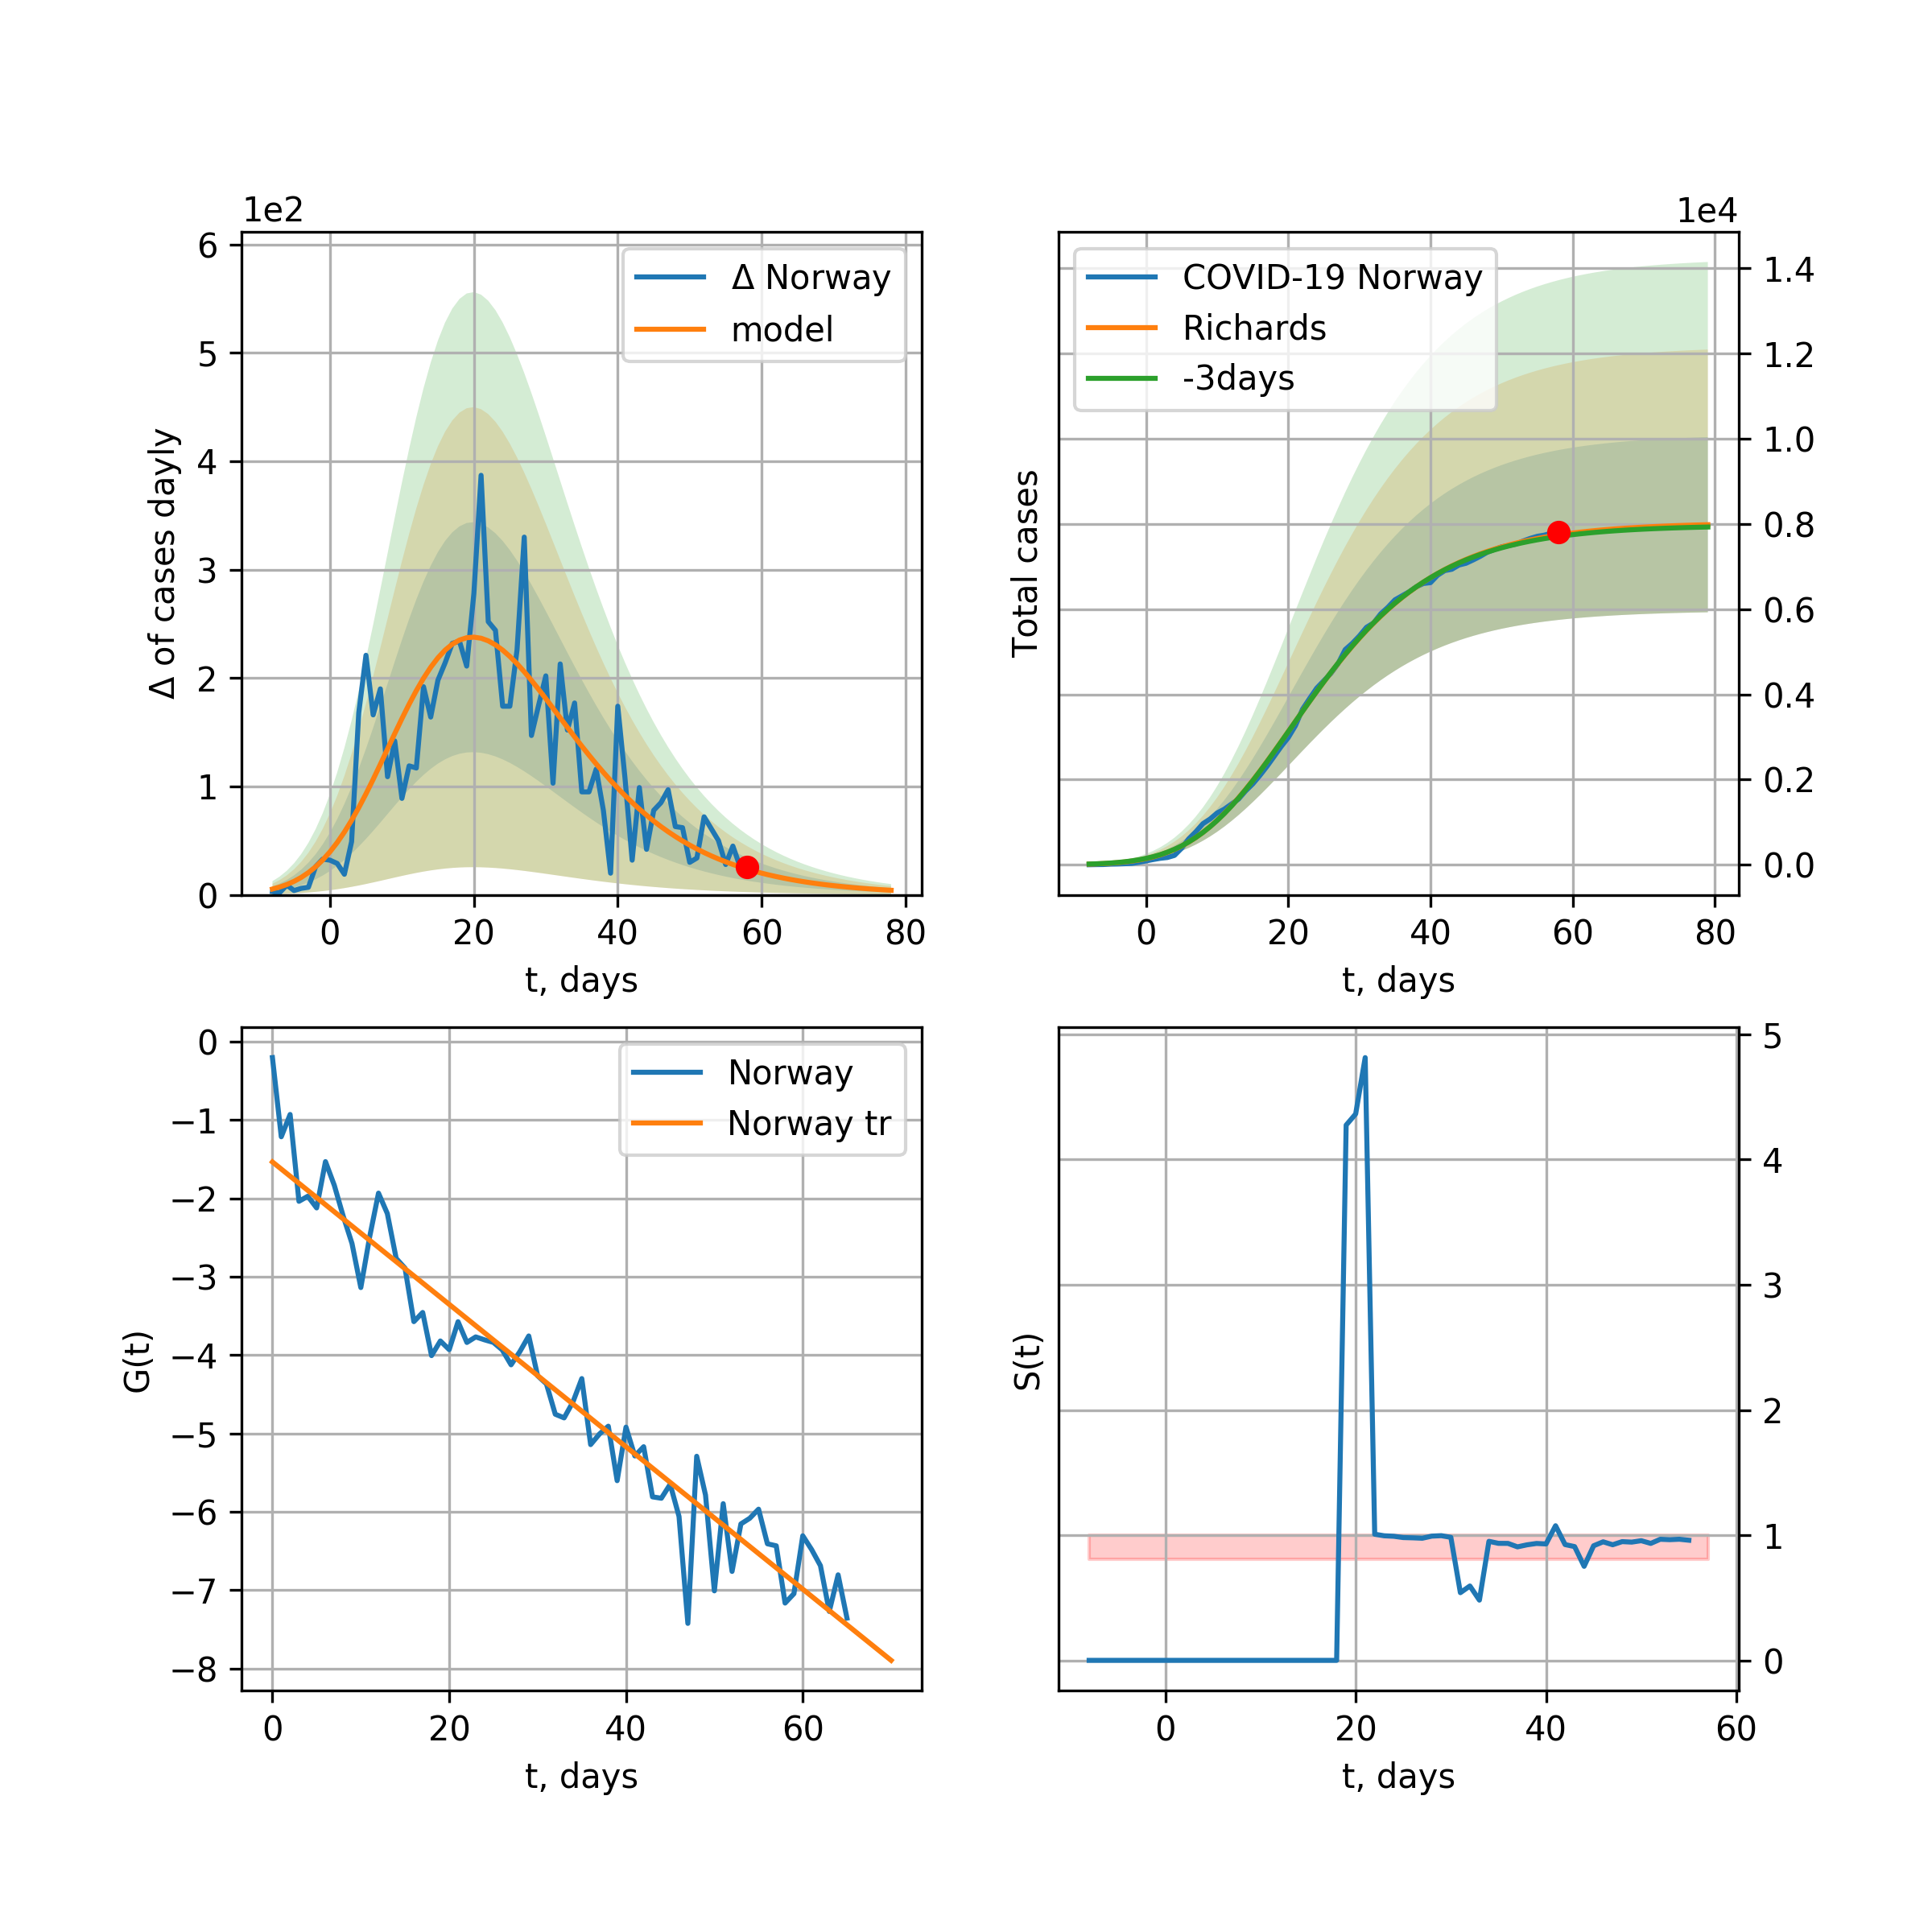 1e2
6
5
4
3
2
1
0
Δ of cases dayly
Δ Norway
model
0 20 40 60 80
t, days
1e4
COVID-19 Norway
Richards
-3days
Total cases
1.4
1.2
1.0
0.8
0.6
0.4
0.2
0.0
0 20 40 60 80
t, days
0
−1
−2
−3
−4
−5
−6
−7
−8
G(t)
Norway
Norway tr
0 20 40 60
t, days
S(t)
5
4
3
2
1
0
0 20 40 60
t, days